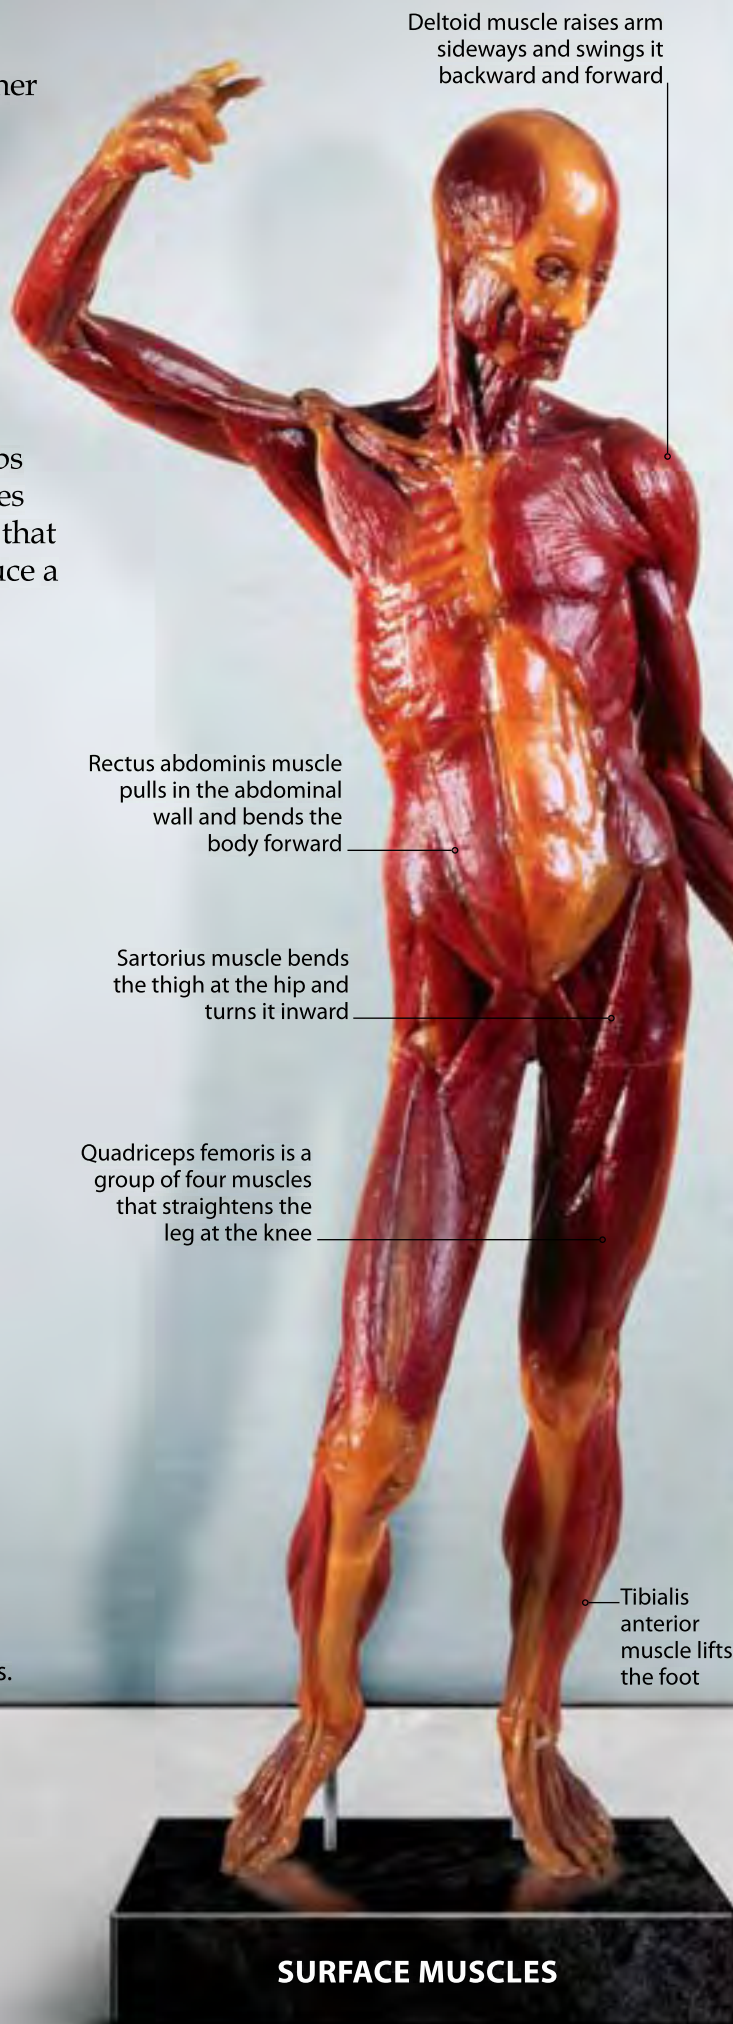 Deltoid muscle raises arm
sideways and swings it
backward and forward
that
a
Rectus abdominis muscle
pulls in the abdominal
wall and bends the
body forward
Sartorius muscle bends
the thigh at the hip and
turns it inward
Quadriceps femoris is a
group of four muscles
that straightens the
leg at the knee
Tibialis
anterior
muscle lifts
the foot
SURFACE MUSCLES